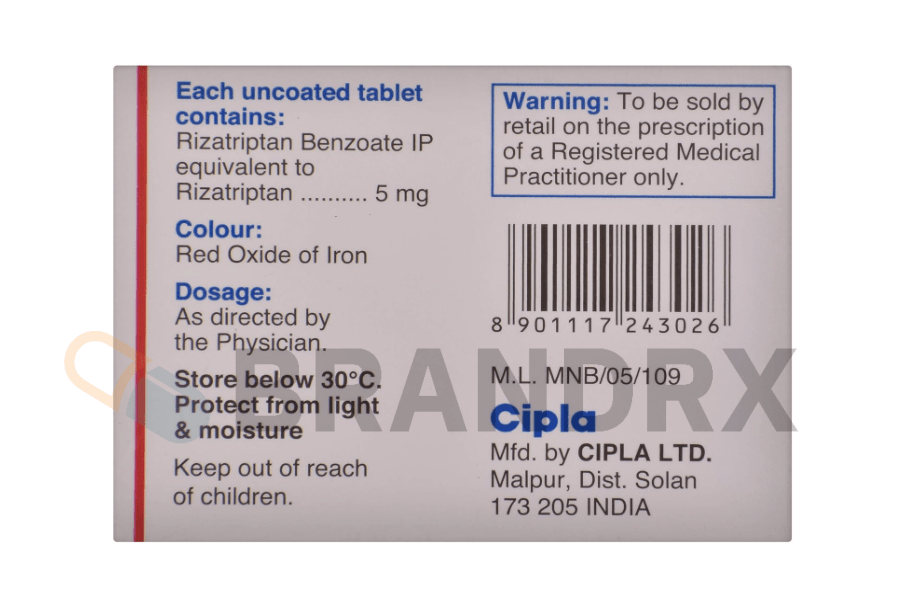 Each uncoated tablet
contains:
Rizatriptan Benzoate IP
equivalent to
Rizatriptan .......... 5 mg
Colour:
Red Oxide of Iron
Dosage:
As directed by
the Physician.
Store below 30°C.
Protect from light
& moisture
Keep out of reach
of children.
Warning: To be sold by
retail on the prescription
of a Registered Medical
Practitioner only.
8 901117 243026
M.L. MNB/05/109
Cipla
Mfd. by CIPLA LTD.
Malpur, Dist. Solan
173 205 INDIA
BRANDRX